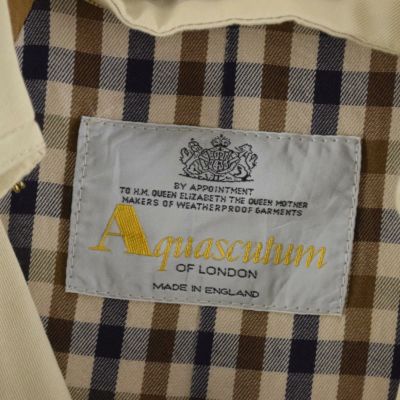 BY APPOINTMENT
TO H.M. QUEEN ELIZABETH THE QUEEN MOTHER
MAKERS OF WEATHERPROOF GARMENTS
Aquascutum
OF LONDON
MADE IN ENGLAND